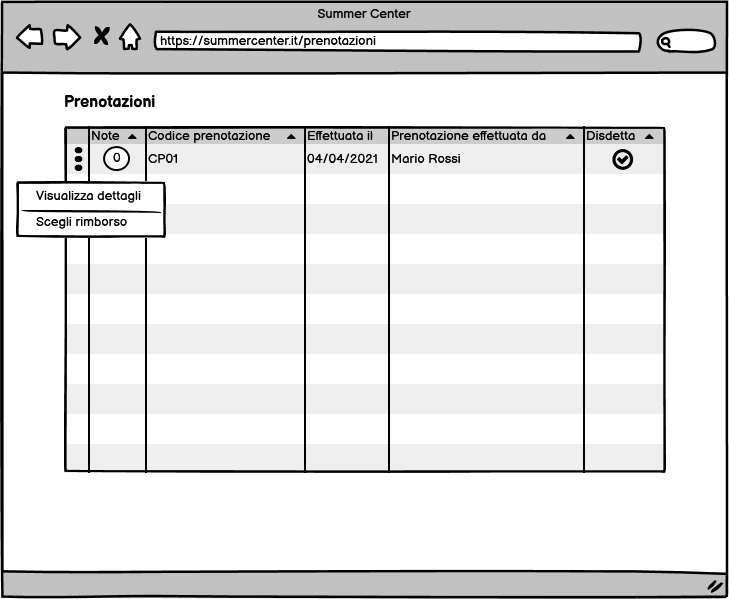 Summer Center
https://summercenter.it/prenotazioni
Prenotazioni
Note Codice prenotazione Effettuata il Prenotazione effettuata da Disdetta
0 CP01 04/04/2021 Mario Rossi
Visualizza dettagli
Scegli rimborso